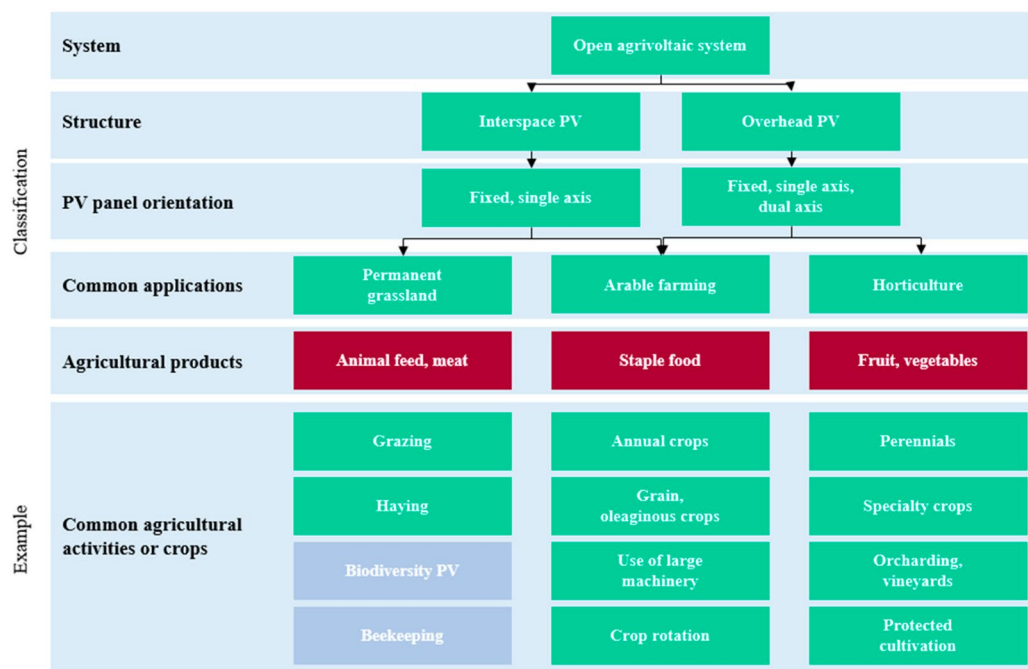 System
Open agrivoltaic system
Classification
Structure
Interspace PV
Overhead PV
PV panel orientation
Fixed, single axis
Fixed, single axis,
dual axis
Common applications
Permanent
grassland
Arable farming
Horticulture
Agricultural products
Animal feed, meat
Staple food
Fruit, vegetables
Example
Common agricultural
activities or crops
Grazing
Annual crops
Perennials
Haying
Grain,
oleaginous crops
Specialty crops
Biodiversity PV
Use of large
machinery
Orcharding,
vineyards
Beekeeping
Crop rotation
Protected
cultivation